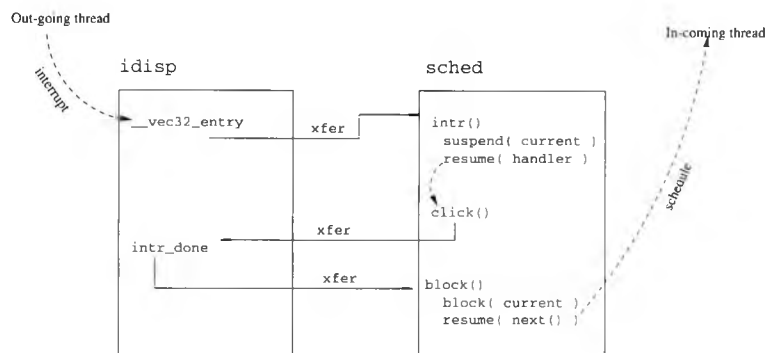 Out-going thread
In-coming thread
interrupt
idisp
sched
__vec32_entry
xfer
intr()
suspend( current )
resume( handler )
click()
xfer
intr_done
xfer
block()
block( current )
resume( next() )
schedule